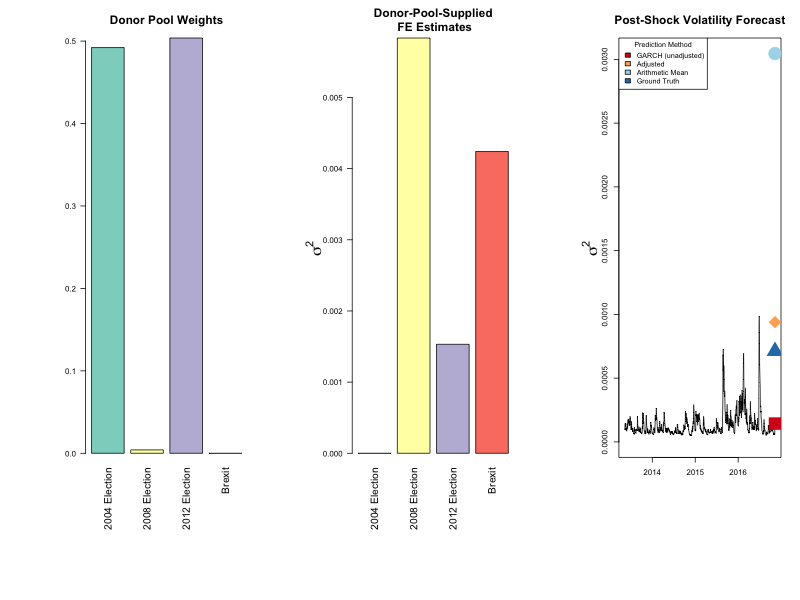 Donor Pool Weights
0.5
0.4
0.3
0.2
0.1
0.0
2004 Election
2008 Election
2012 Election
Brexit
Donor-Pool-Supplied
FE Estimates
σ²
0.005
0.004
0.003
0.002
0.001
0.000
2004 Election
2008 Election
2012 Election
Brexit
Post-Shock Volatility Forecast
σ²
0.0030
0.0025
0.0020
0.0015
0.0010
0.0005
0.0000
Prediction Method
GARCH (unadjusted)
Adjusted
Arithmetic Mean
Ground Truth
2014
2015
2016